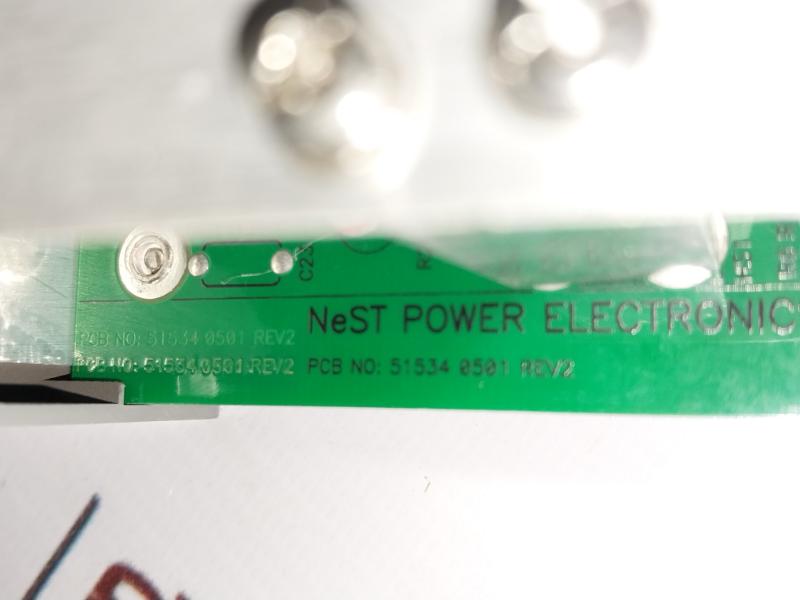 NeST POWER ELECTRONIC
PCB NO: 51534 0501 REV2
PCB NO: 51534 0501 REV2 PCB NO: 51534 0501 REV2